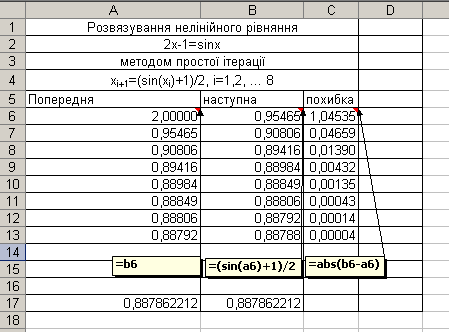 A B C D
1 Розвязування нелінійного рівняння
2 2x-1=sinx
3 методом простої ітерації
4 xi+1=(sin(xi)+1)/2, i=1,2, ... 8
5 Попередня наступна похибка
6 2,00000 0,95465 1,04535
7 0,95465 0,90806 0,04659
8 0,90806 0,89416 0,01390
9 0,89416 0,88984 0,00432
10 0,88984 0,88849 0,00135
11 0,88849 0,88806 0,00043
12 0,88806 0,88792 0,00014
13 0,88792 0,88788 0,00004
14
15 =b6 =(sin(a6)+1)/2 =abs(b6-a6)
16
17 0,887862212 0,887862212
18